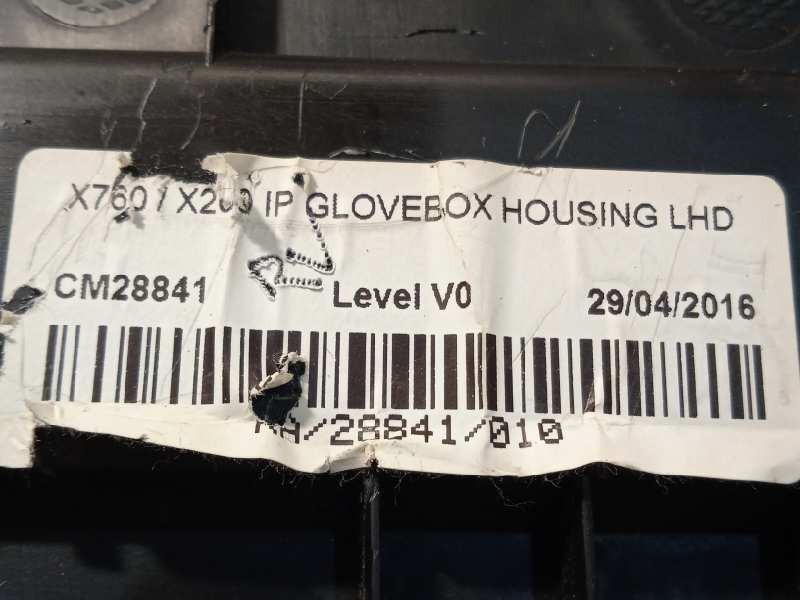 X760 / X260 IP GLOVEBOX HOUSING LHD
CM28841 Level V0 29/04/2016
/28841/010